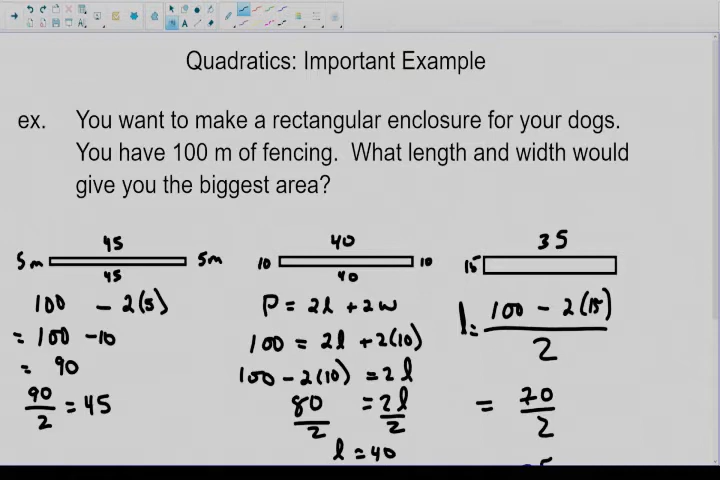 Quadratics: Important Example
ex. You want to make a rectangular enclosure for your dogs.
You have 100 m of fencing. What length and width would
give you the biggest area?
45
5m 5m
45
100 - 2(5)
= 100 - 10
= 90
90/2 = 45
40
10 10
40
P = 2l + 2w
100 = 2l + 2(10)
100 - 2(10) = 2l
80/2 = 2l/2
l = 40
35
15
l = (100 - 2(15))/2
= 70/2